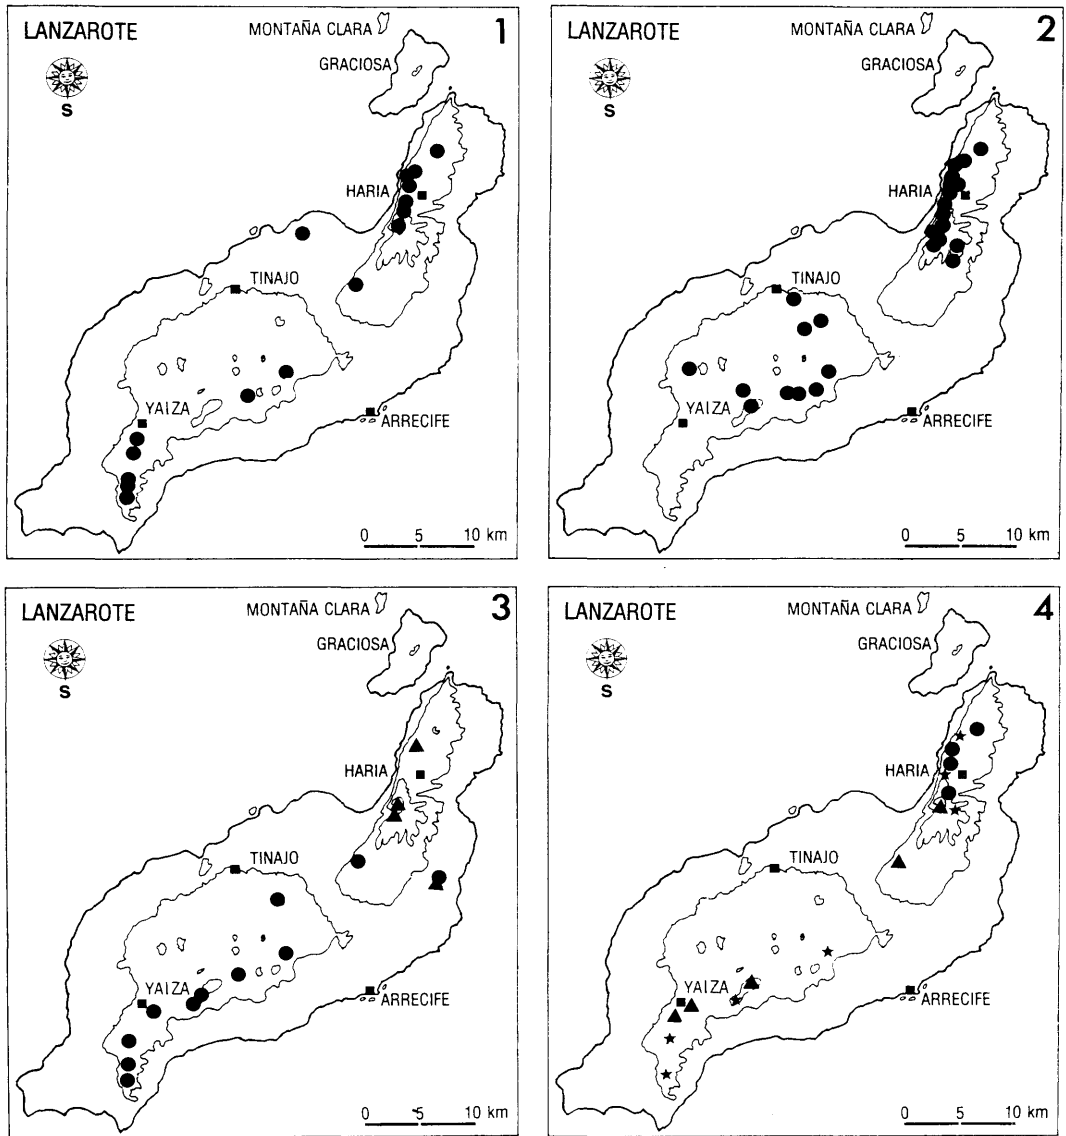 LANZAROTE
MONTAÑA CLARA
1
GRACIOSA
S
HARIA
TINAJO
YAIZA
ARRECIFE
0 5 10 km
LANZAROTE
MONTAÑA CLARA
2
GRACIOSA
S
HARIA
TINAJO
YAIZA
ARRECIFE
0 5 10 km
LANZAROTE
MONTAÑA CLARA
3
GRACIOSA
S
HARIA
TINAJO
YAIZA
ARRECIFE
0 5 10 km
LANZAROTE
MONTAÑA CLARA
4
GRACIOSA
S
HARIA
TINAJO
YAIZA
ARRECIFE
0 5 10 km